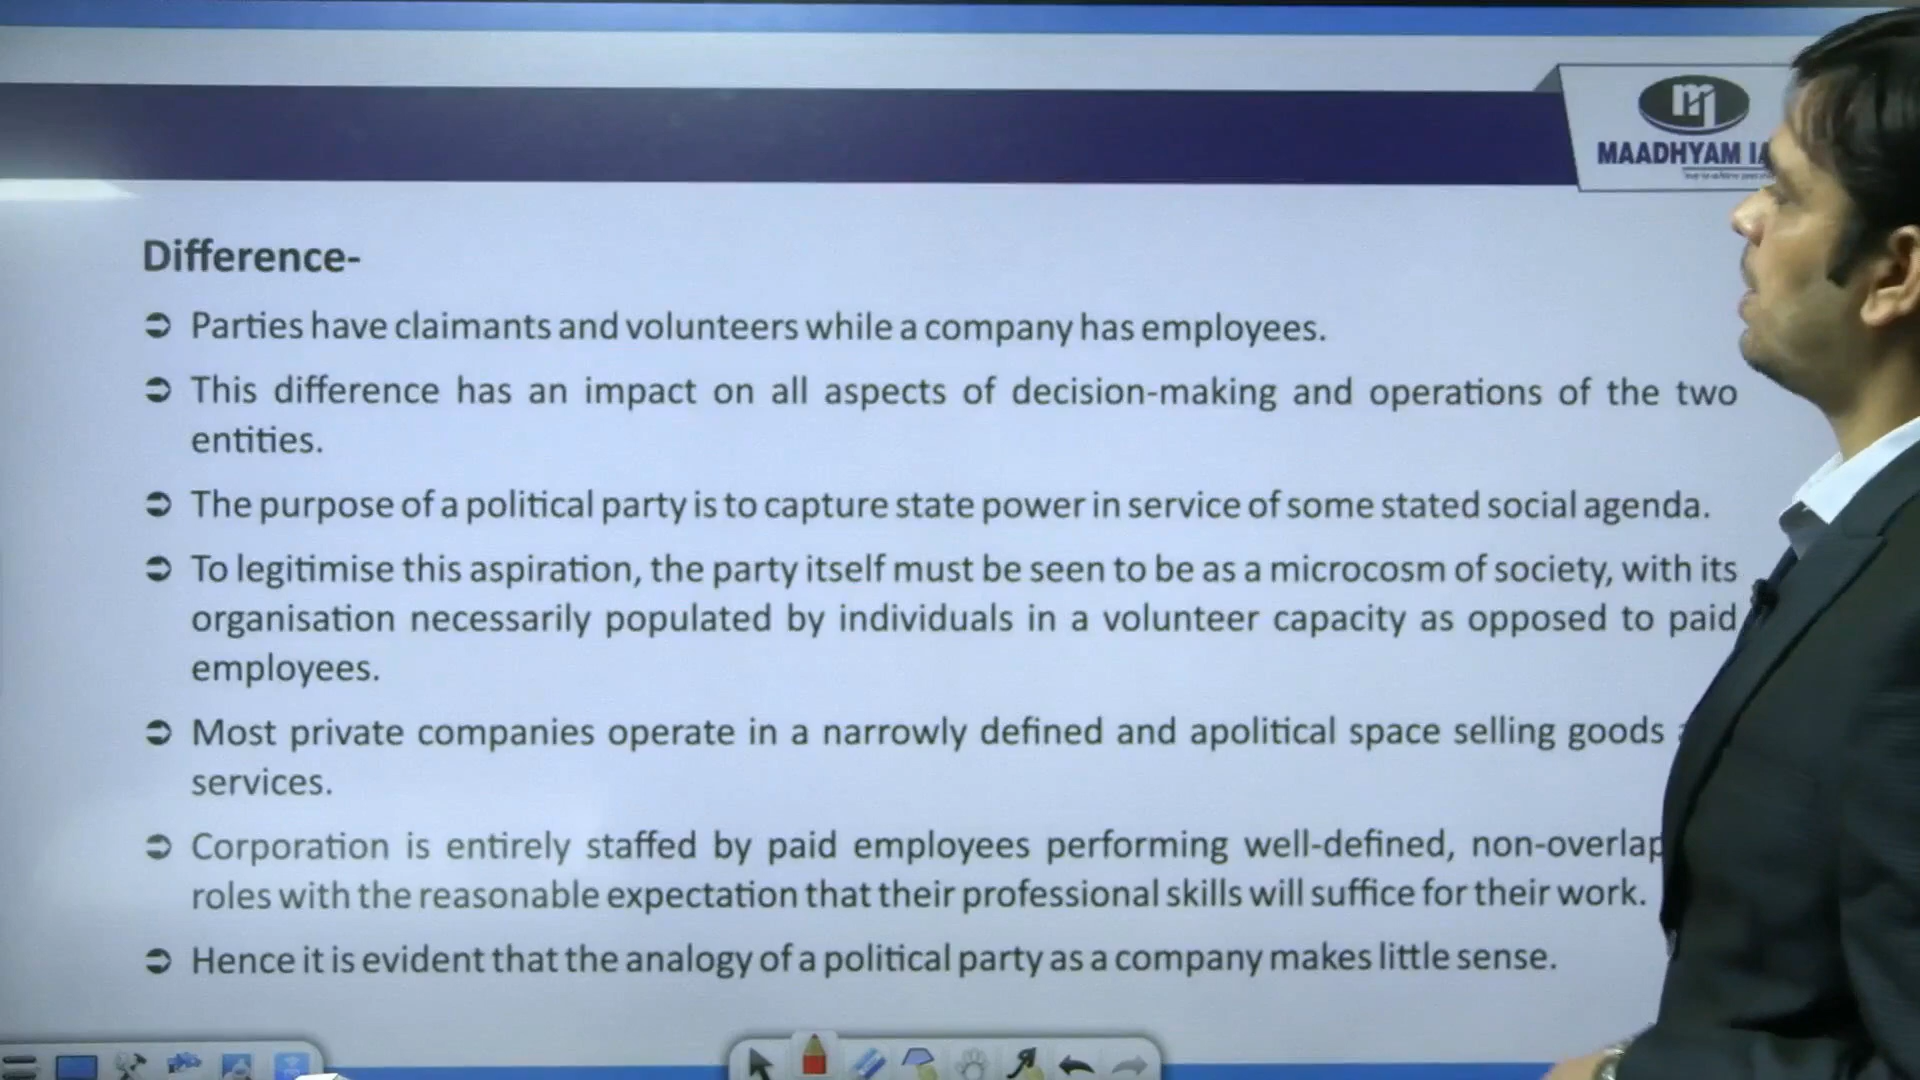 MAADHYAM
Difference-
Parties have claimants and volunteers while a company has employees.
This difference has an impact on all aspects of decision-making and operations of the two
entities.
The purpose of a political party is to capture state power in service of some stated social agenda.
To legitimise this aspiration, the party itself must be seen to be as a microcosm of society, with its
organisation necessarily populated by individuals in a volunteer capacity as opposed to paid
employees.
Most private companies operate in a narrowly defined and apolitical space selling goods
services.
Corporation is entirely staffed by paid employees performing well-defined, non-overlap
roles with the reasonable expectation that their professional skills will suffice for their work.
Hence it is evident that the analogy of a political party as a company makes little sense.